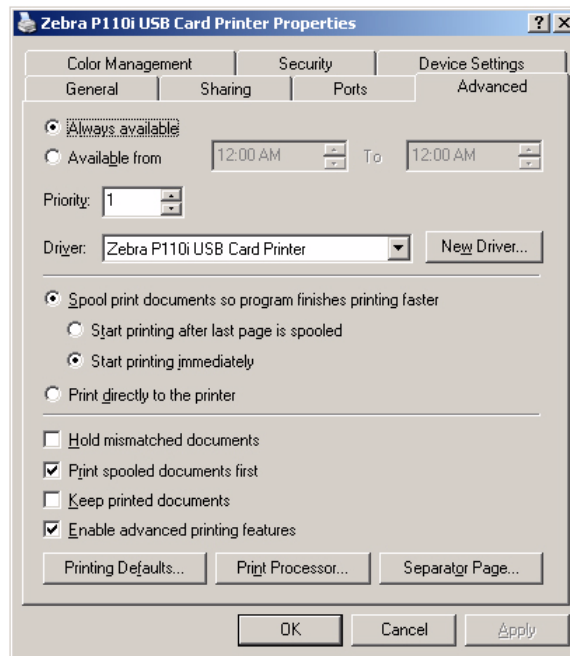 Zebra P110i USB Card Printer Properties
Color Management Security Device Settings
General Sharing Ports Advanced
Always available
Available from 12:00 AM To 12:00 AM
Priority: 1
Driver: Zebra P110i USB Card Printer New Driver...
Spool print documents so program finishes printing faster
Start printing after last page is spooled
Start printing immediately
Print directly to the printer
Hold mismatched documents
Print spooled documents first
Keep printed documents
Enable advanced printing features
Printing Defaults... Print Processor... Separator Page...
OK Cancel Apply